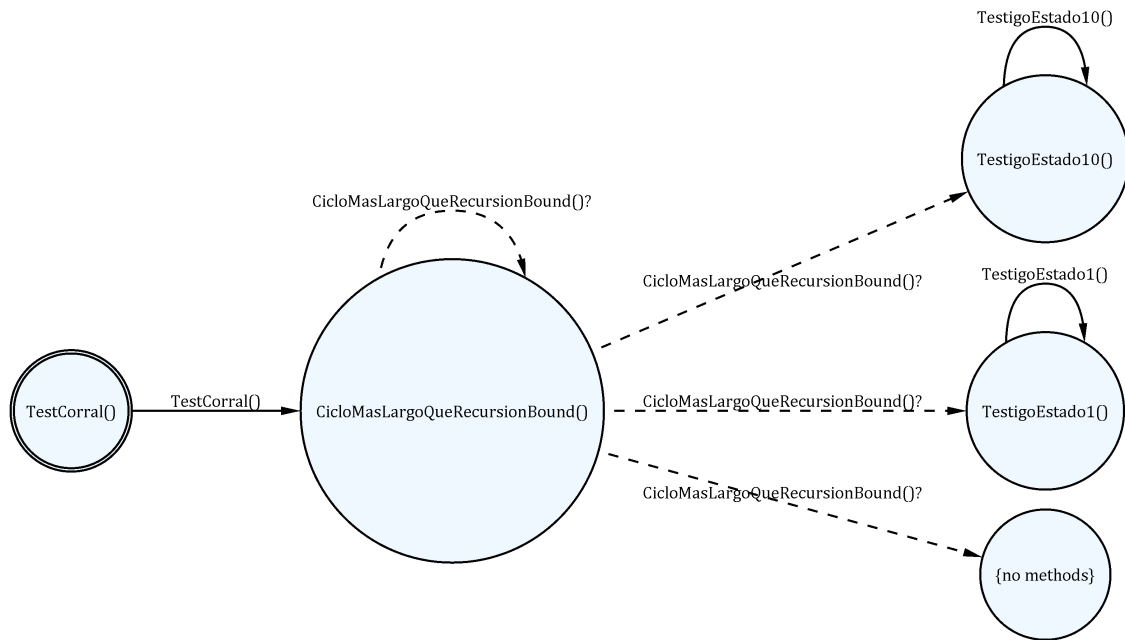 TestigoEstado10()
TestigoEstado10()
CicloMasLargoQueRecursionBound()?
CicloMasLargoQueRecursionBound()?
TestigoEstado1()
TestCorral()
TestCorral()
CicloMasLargoQueRecursionBound()
CicloMasLargoQueRecursionBound()?
TestigoEstado1()
CicloMasLargoQueRecursionBound()?
{no methods}